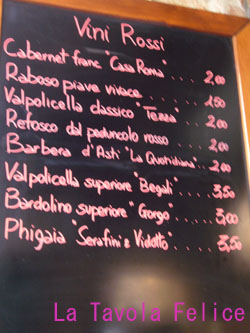 Vini Rossi
Cabernet franc "Casa Roma".... 2,00
Raboso piave vivace........ 1,50
Valpolicella classico "Tezza".. 2,00
Refosco dal peduncolo rosso 2,00
Barbera d'Asti "La Quotidiana" 2,00
Valpolicella superiore "Begali".. 3,50
Bardolino superiore "Gorgo".... 3,00
Phigaia "Serafini e Vidotto".... 3,50
La Tavola Felice